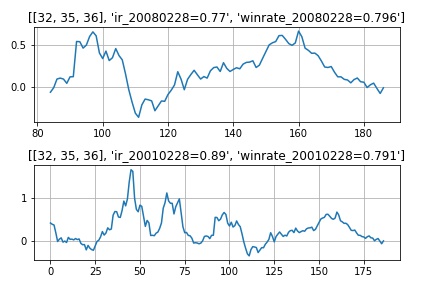 [[32, 35, 36], 'ir_20080228=0.77', 'winrate_20080228=0.796']
0.5
0.0
80 100 120 140 160 180
[[32, 35, 36], 'ir_20010228=0.89', 'winrate_20010228=0.791']
1
0
0 25 50 75 100 125 150 175